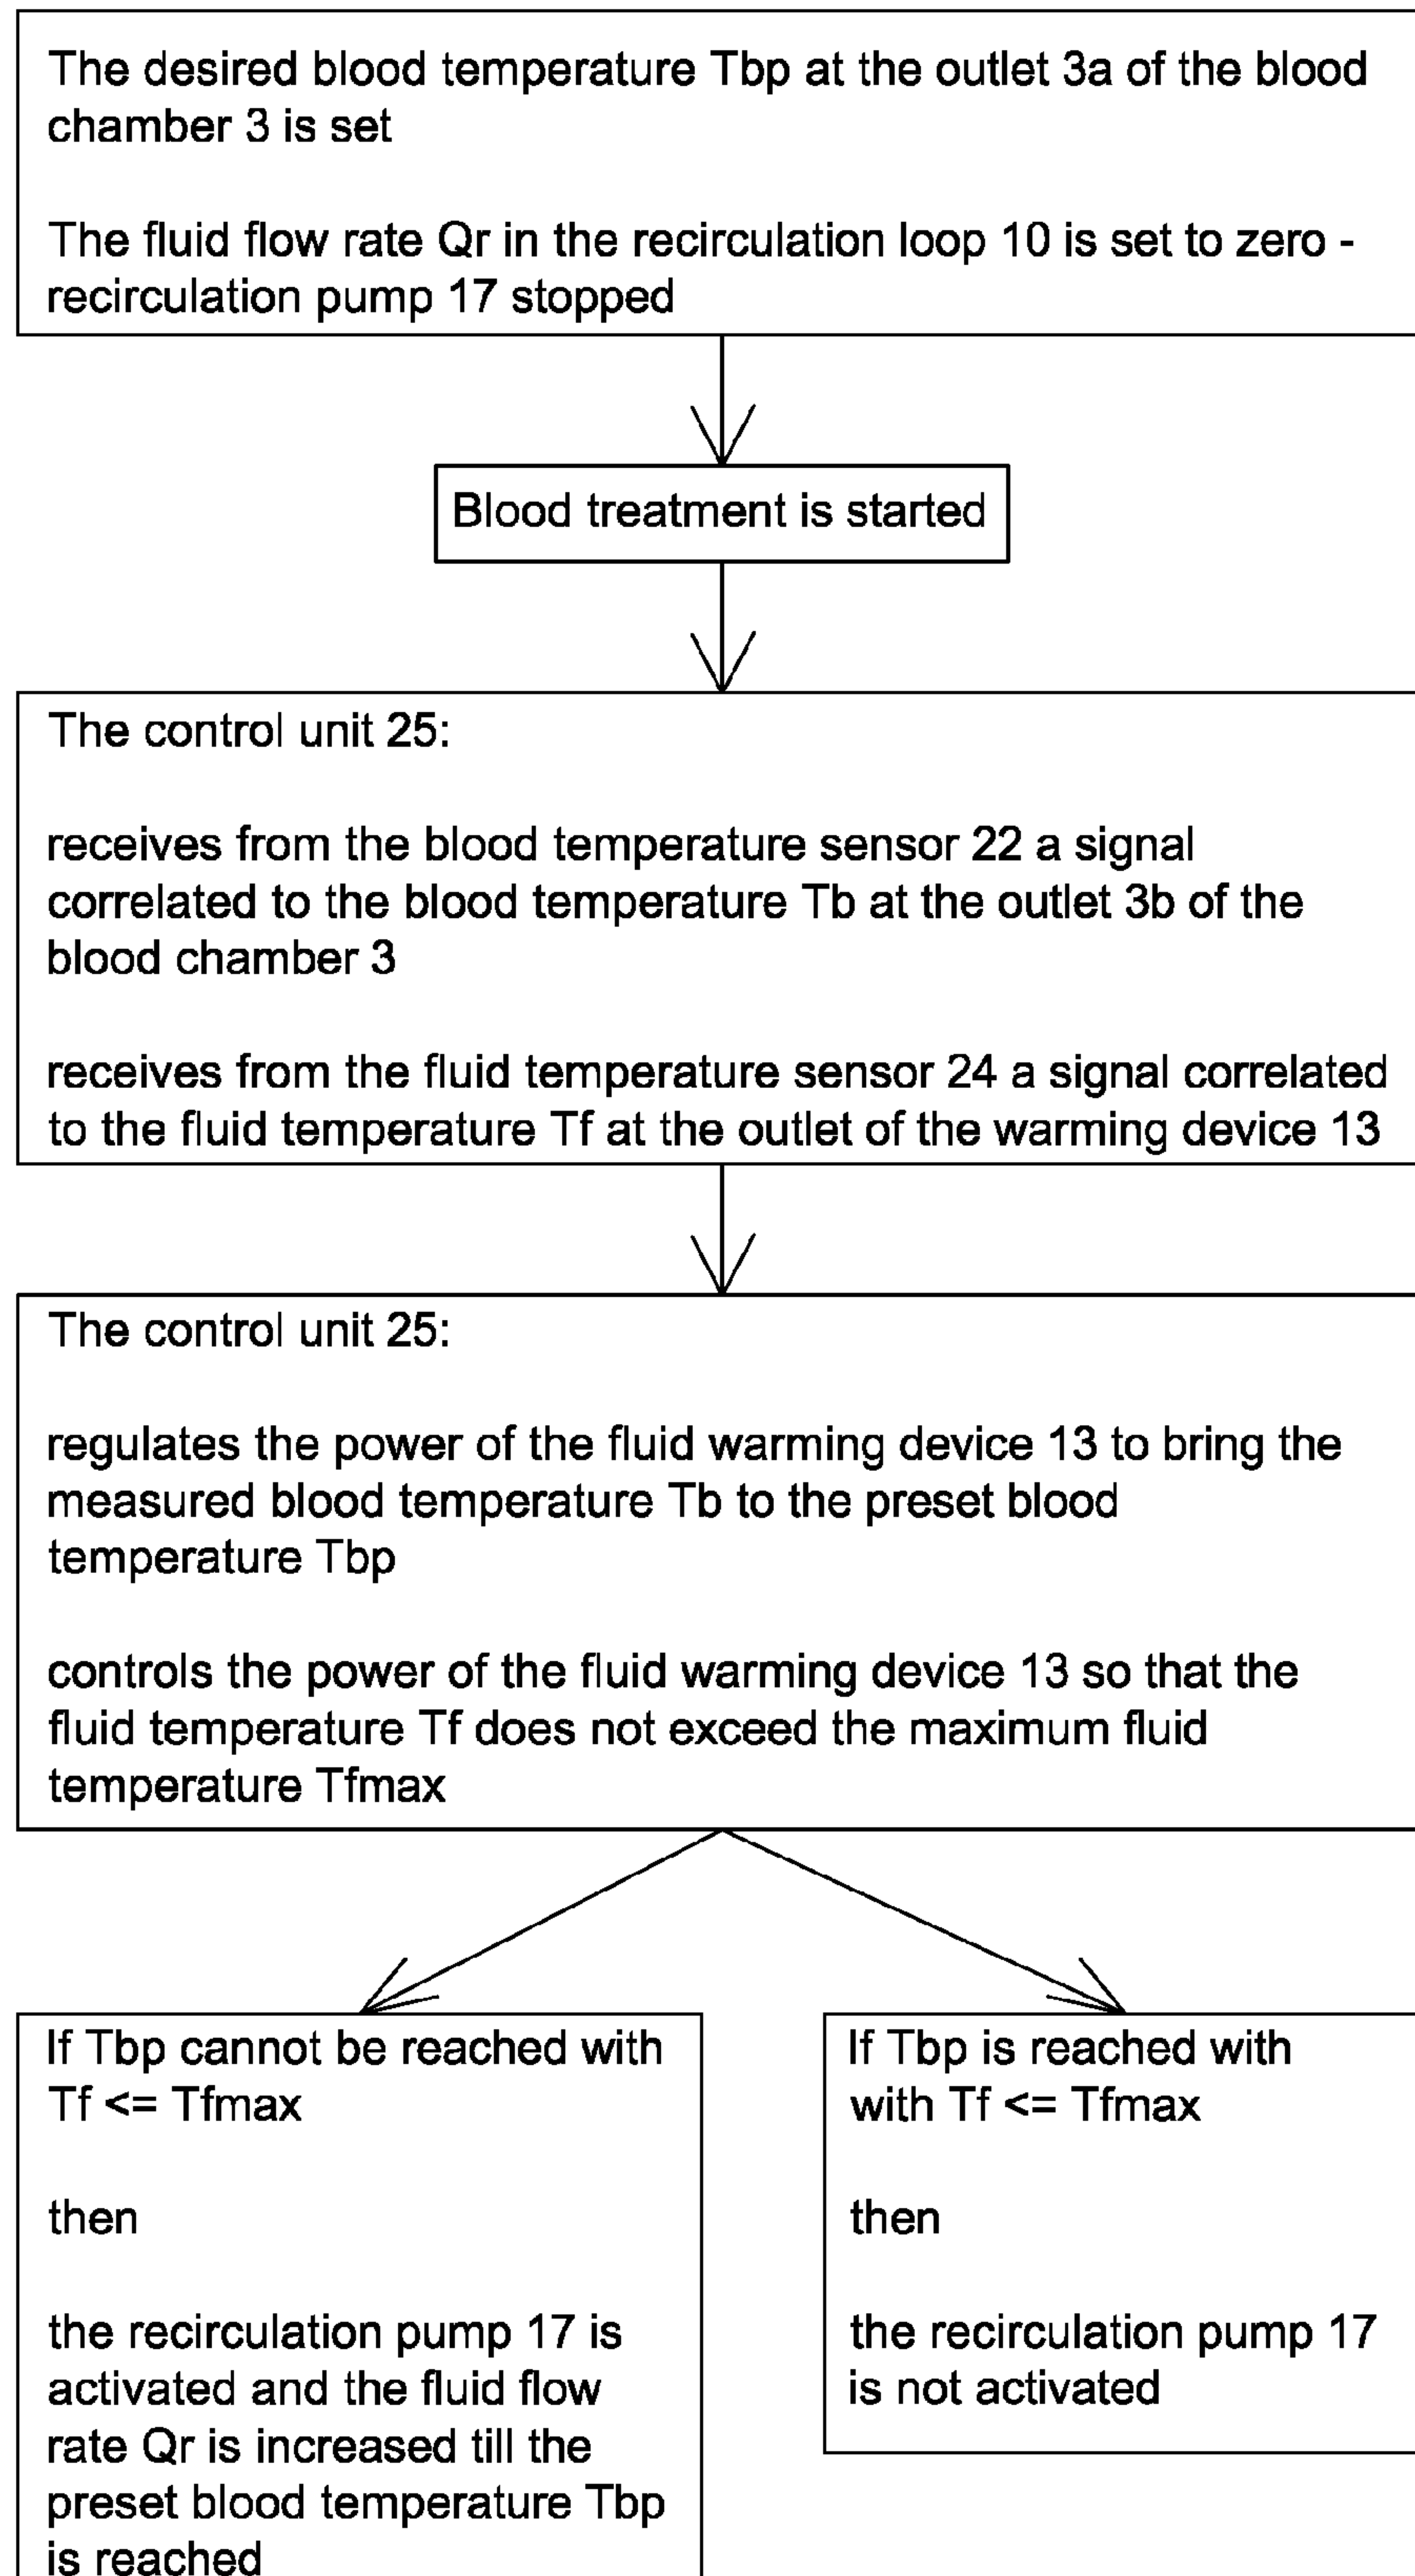 The desired blood temperature Tbp at the outlet 3a of the blood
chamber 3 is set
The fluid flow rate Qr in the recirculation loop 10 is set to zero -
recirculation pump 17 stopped
Blood treatment is started
The control unit 25:
receives from the blood temperature sensor 22 a signal
correlated to the blood temperature Tb at the outlet 3b of the
blood chamber 3
receives from the fluid temperature sensor 24 a signal correlated
to the fluid temperature Tf at the outlet of the warming device 13
The control unit 25:
regulates the power of the fluid warming device 13 to bring the
measured blood temperature Tb to the preset blood
temperature Tbp
controls the power of the fluid warming device 13 so that the
fluid temperature Tf does not exceed the maximum fluid
temperature Tfmax
If Tbp cannot be reached with
Tf <= Tfmax
then
the recirculation pump 17 is
activated and the fluid flow
rate Qr is increased till the
preset blood temperature Tbp
is reached
If Tbp is reached with
with Tf <= Tfmax
then
the recirculation pump 17
is not activated